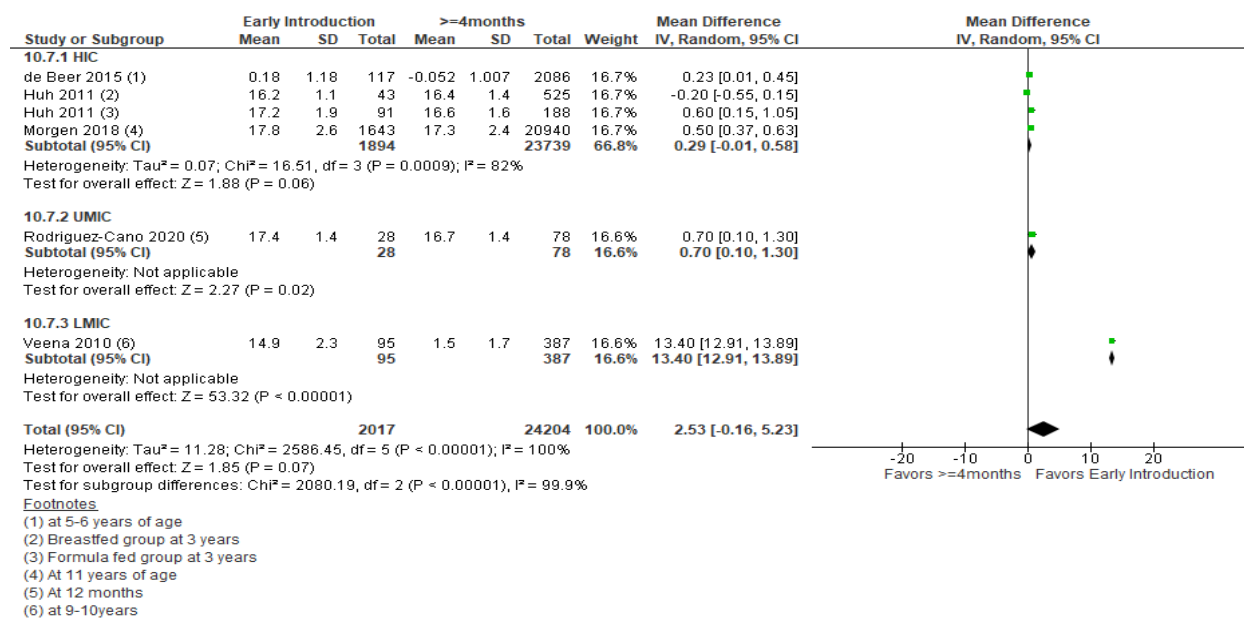 Early Introduction >=4months Mean Difference Mean Difference
Study or Subgroup Mean SD Total Mean SD Total Weight IV, Random, 95% CI IV, Random, 95% CI
10.7.1 HIC
de Beer 2015 (1) 0.18 1.18 117 -0.052 1.007 2086 16.7% 0.23 [0.01, 0.45]
Huh 2011 (2) 16.2 1.1 43 16.4 1.4 525 16.7% -0.20 [-0.55, 0.15]
Huh 2011 (3) 17.2 1.9 91 16.6 1.6 188 16.7% 0.60 [0.15, 1.05]
Morgen 2018 (4) 17.8 2.6 1643 17.3 2.4 20940 16.7% 0.50 [0.37, 0.63]
Subtotal (95% CI) 1894 23739 66.8% 0.29 [-0.01, 0.58]
Heterogeneity: Tau² = 0.07; Chi² = 16.51, df = 3 (P = 0.0009); I² = 82%
Test for overall effect: Z = 1.88 (P = 0.06)
10.7.2 UMIC
Rodriguez-Cano 2020 (5) 17.4 1.4 28 16.7 1.4 78 16.6% 0.70 [0.10, 1.30]
Subtotal (95% CI) 28 78 16.6% 0.70 [0.10, 1.30]
Heterogeneity: Not applicable
Test for overall effect: Z = 2.27 (P = 0.02)
10.7.3 LMIC
Veena 2010 (6) 14.9 2.3 95 1.5 1.7 387 16.6% 13.40 [12.91, 13.89]
Subtotal (95% CI) 95 387 16.6% 13.40 [12.91, 13.89]
Heterogeneity: Not applicable
Test for overall effect: Z = 53.32 (P < 0.00001)
Total (95% CI) 2017 24204 100.0% 2.53 [-0.16, 5.23]
Heterogeneity: Tau² = 11.28; Chi² = 2586.45, df = 5 (P < 0.00001); I² = 100%
Test for overall effect: Z = 1.85 (P = 0.07)
Test for subgroup differences: Chi² = 2080.19, df = 2 (P < 0.00001), I² = 99.9%
-20 -10 0 10 20
Favors >=4months Favors Early Introduction
Footnotes
(1) at 5-6 years of age
(2) Breastfed group at 3 years
(3) Formula fed group at 3 years
(4) At 11 years of age
(5) At 12 months
(6) at 9-10years